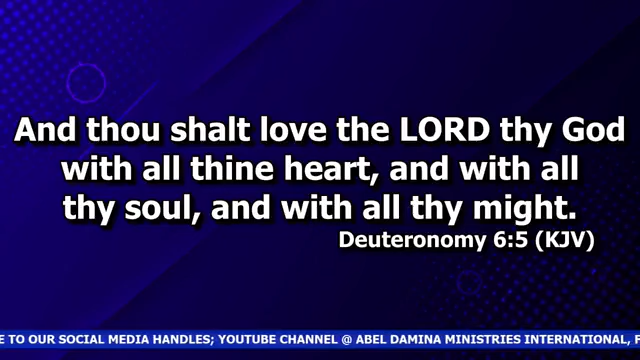 And thou shalt love the LORD thy God
with all thine heart, and with all
thy soul, and with all thy might.
Deuteronomy 6:5 (KJV)
TO OUR SOCIAL MEDIA HANDLES; YOUTUBE CHANNEL @ ABEL DAMINA MINISTRIES INTERNATIONAL,